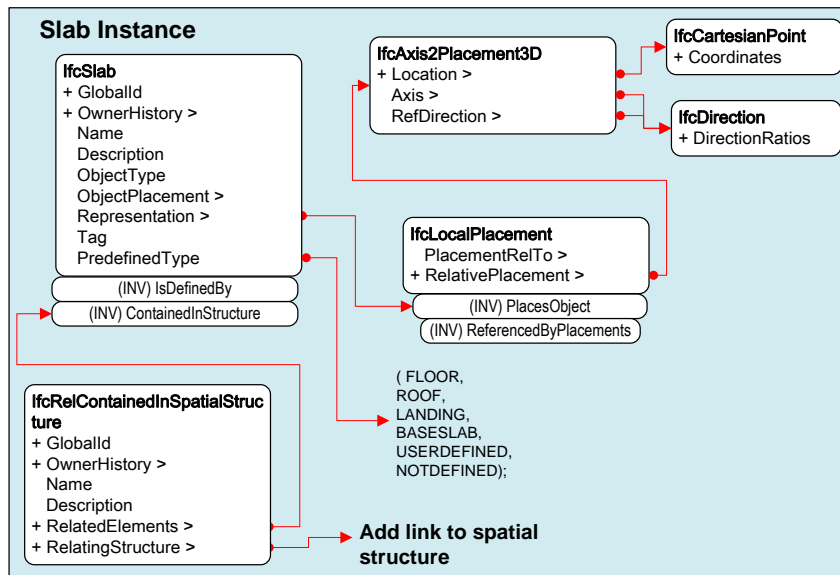 Slab Instance
IfcSlab
+ GlobalId
+ OwnerHistory >
Name
Description
ObjectType
ObjectPlacement >
Representation >
Tag
PredefinedType
(INV) IsDefinedBy
(INV) ContainedInStructure
IfcAxis2Placement3D
+ Location >
Axis >
RefDirection >
IfcCartesianPoint
+ Coordinates
IfcDirection
+ DirectionRatios
IfcLocalPlacement
PlacementRelTo >
+ RelativePlacement >
(INV) PlacesObject
(INV) ReferencedByPlacements
( FLOOR,
ROOF,
LANDING,
BASESLAB,
USERDEFINED,
NOTDEFINED);
IfcRelContainedInSpatialStruc
ture
+ GlobalId
+ OwnerHistory >
Name
Description
+ RelatedElements >
+ RelatingStructure >
Add link to spatial
structure